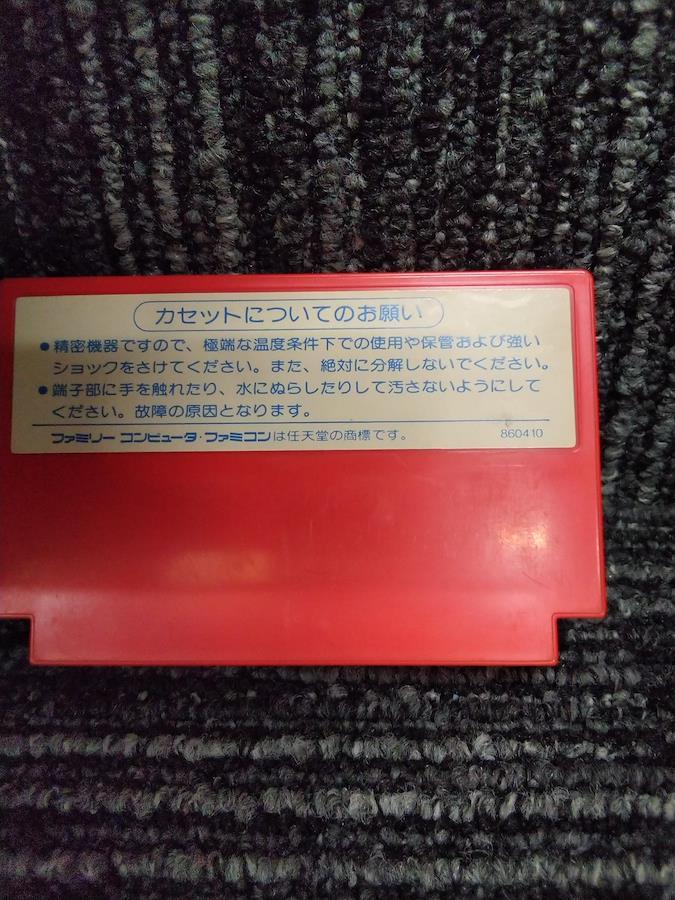 カセットについてのお願い
●精密機器ですので、極端な温度条件下での使用や保管および強い
ショックをさけてください。また、絶対に分解しないでください。
●端子部に手を触れたり、水にぬらしたりして汚さないようにして
ください。故障の原因となります。
ファミリー コンピュータ・ファミコンは任天堂の商標です。 860410